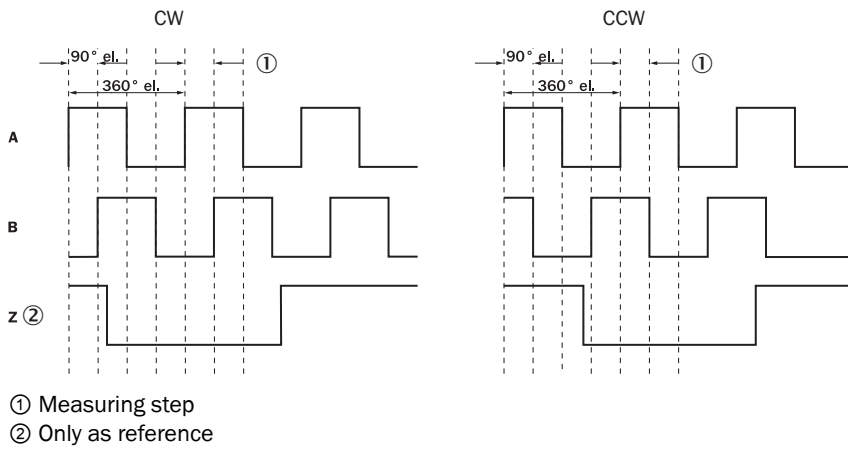 CW CCW
90° el. ① 90° el. ①
360° el. 360° el.
A
B
Z ②
① Measuring step
② Only as reference